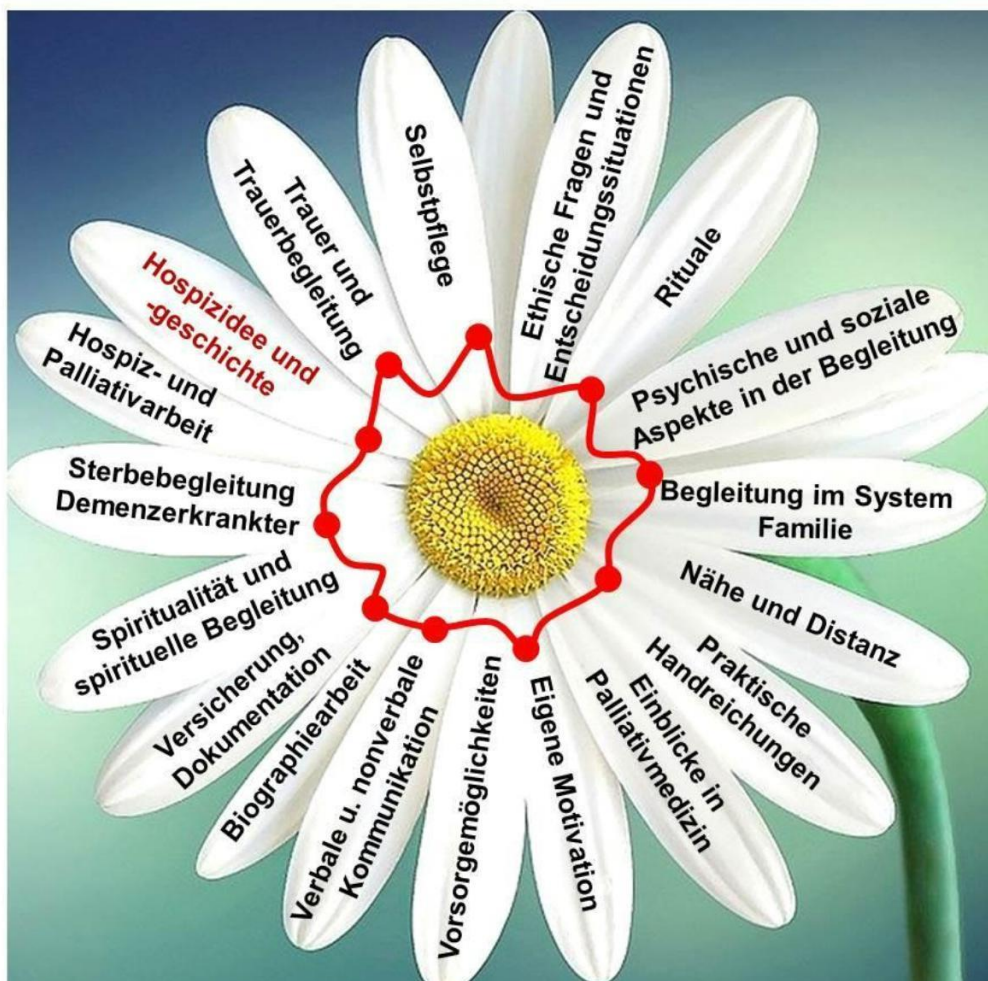 Selbstpflege
Ethische Fragen und
Entscheidungssituationen
Rituale
Psychische und soziale
Aspekte in der Begleitung
Begleitung im System
Familie
Nähe und Distanz
Praktische
Handreichungen
Einblicke in
Palliativmedizin
Eigene Motivation
Vorsorgemöglichkeiten
Verbale u. nonverbale
Kommunikation
Biographiearbeit
Versicherung,
Dokumentation
Spiritualität und
spirituelle Begleitung
Sterbebegleitung
Demenzerkrankter
Hospiz- und
Palliativarbeit
Hospizidee und
-geschichte
Trauer und
Trauerbegleitung